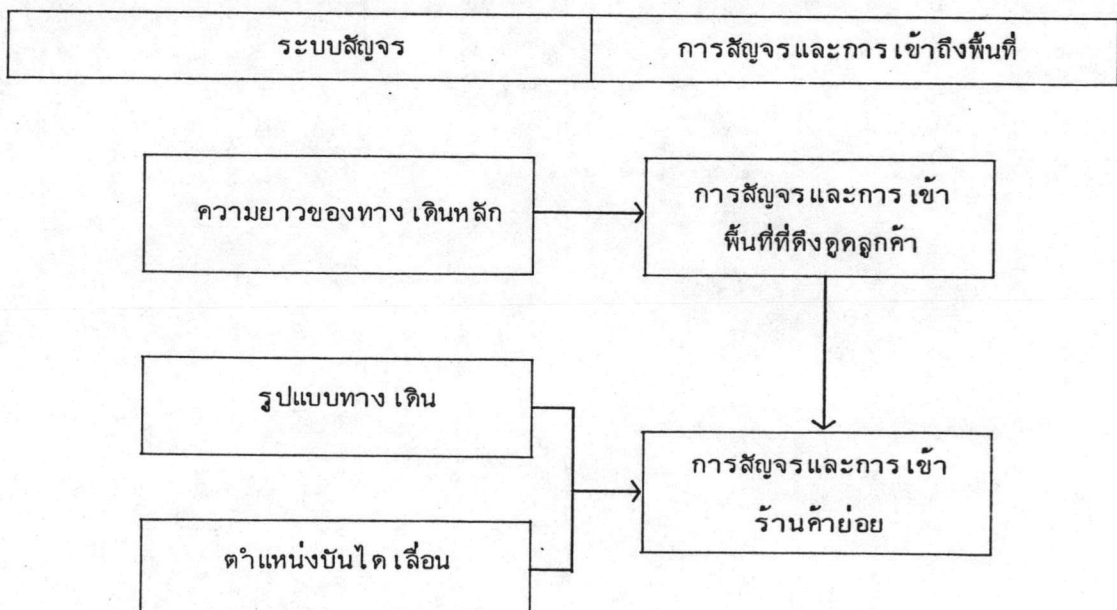 ระบบสัญจร
การสัญจรและการเข้าถึงพื้นที่
ความยาวของทางเดินหลัก
การสัญจรและการเข้า
พื้นที่ที่ดึงดูดลูกค้า
รูปแบบทางเดิน
การสัญจรและการเข้า
ร้านค้าย่อย
ตำแหน่งบันไดเลื่อน